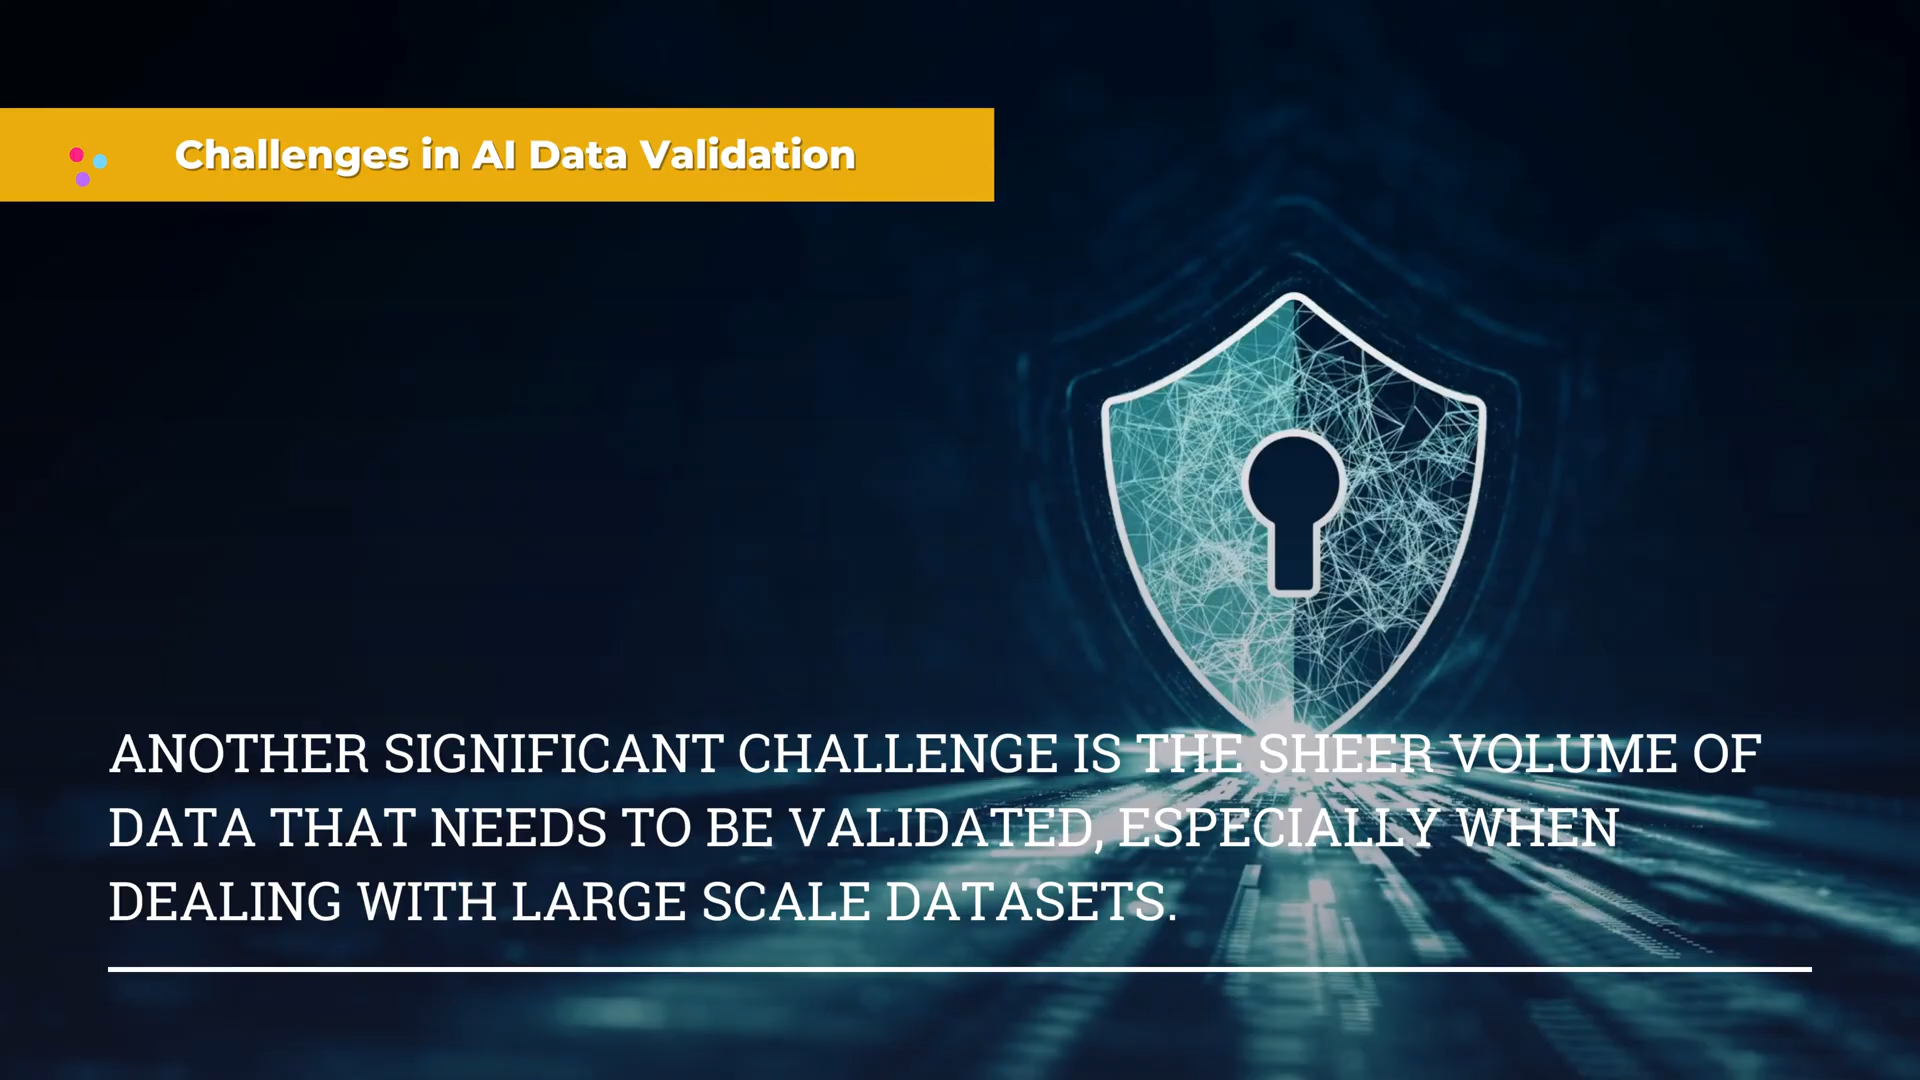 Challenges in AI Data Validation
ANOTHER SIGNIFICANT CHALLENGE IS THE SHEER VOLUME OF
DATA THAT NEEDS TO BE VALIDATED, ESPECIALLY WHEN
DEALING WITH LARGE SCALE DATASETS.